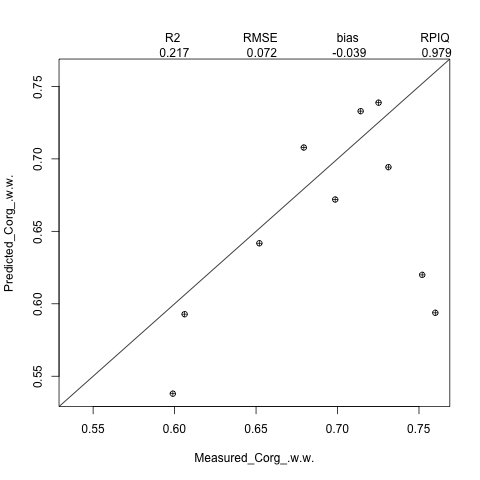 R2 RMSE bias RPIQ
0.217 0.072 -0.039 0.979
0.75
0.70
0.65
0.60
0.55
Predicted_Corg_.w.w.
0.55 0.60 0.65 0.70 0.75
Measured_Corg_.w.w.